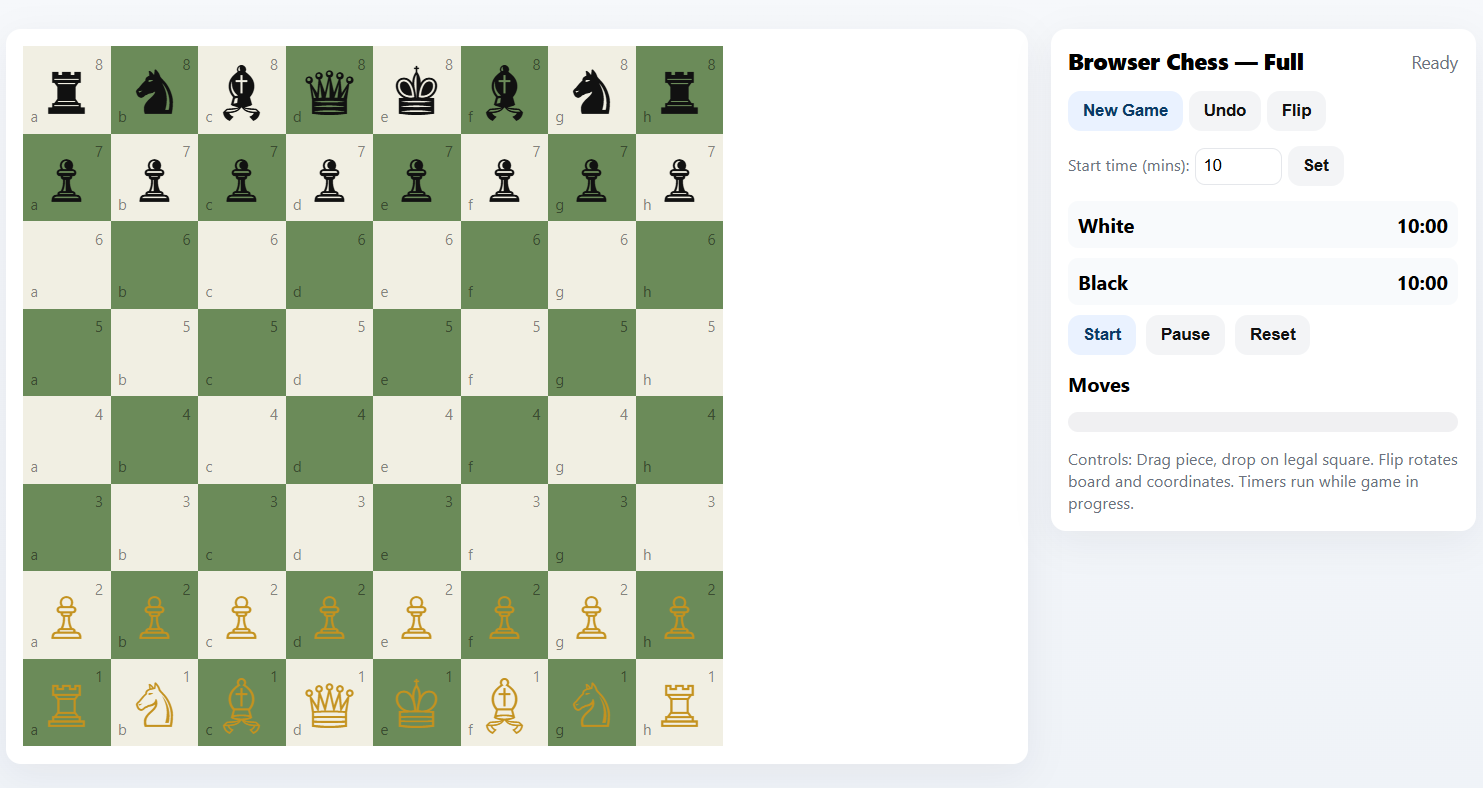 8 8 8 8 8 8 8 8
a b c d e f g h
7 7 7 7 7 7 7 7
a b c d e f g h
6 6 6 6 6 6 6 6
a b c d e f g h
5 5 5 5 5 5 5 5
a b c d e f g h
4 4 4 4 4 4 4 4
a b c d e f g h
3 3 3 3 3 3 3 3
a b c d e f g h
2 2 2 2 2 2 2 2
a b c d e f g h
1 1 1 1 1 1 1 1
a b c d e f g h
Browser Chess — Full Ready
New Game Undo Flip
Start time (mins): 10 Set
White 10:00
Black 10:00
Start Pause Reset
Moves
Controls: Drag piece, drop on legal square. Flip rotates
board and coordinates. Timers run while game in
progress.